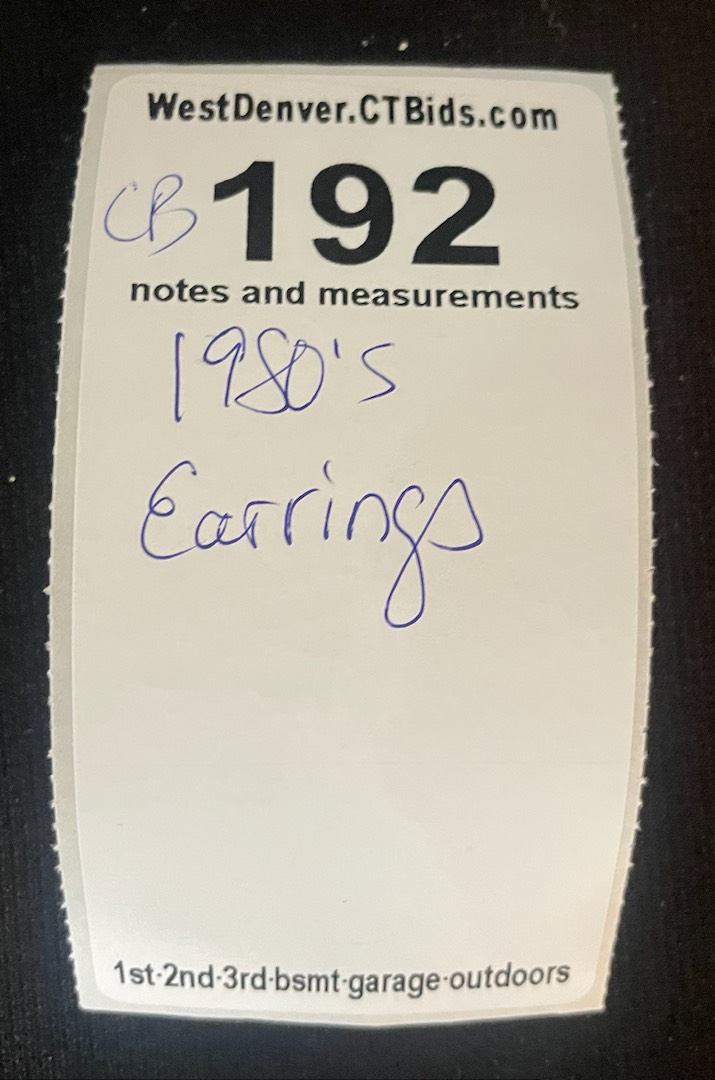 WestDenver.CTBids.com
CB 192
notes and measurements
1980's
Earrings
1st-2nd-3rd-bsmt-garage-outdoors